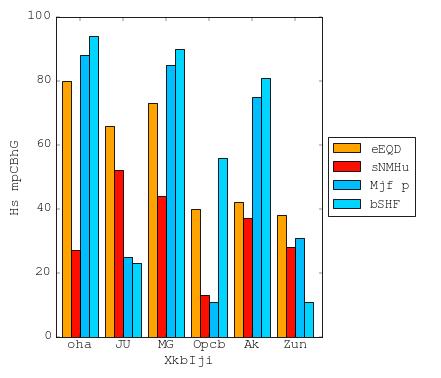 100
80
60
40
20
0
Hs mpCBhG
oha JU MG Opcb Ak Zun
XkbIji
eEQD
sNMHu
Mjf p
bSHF